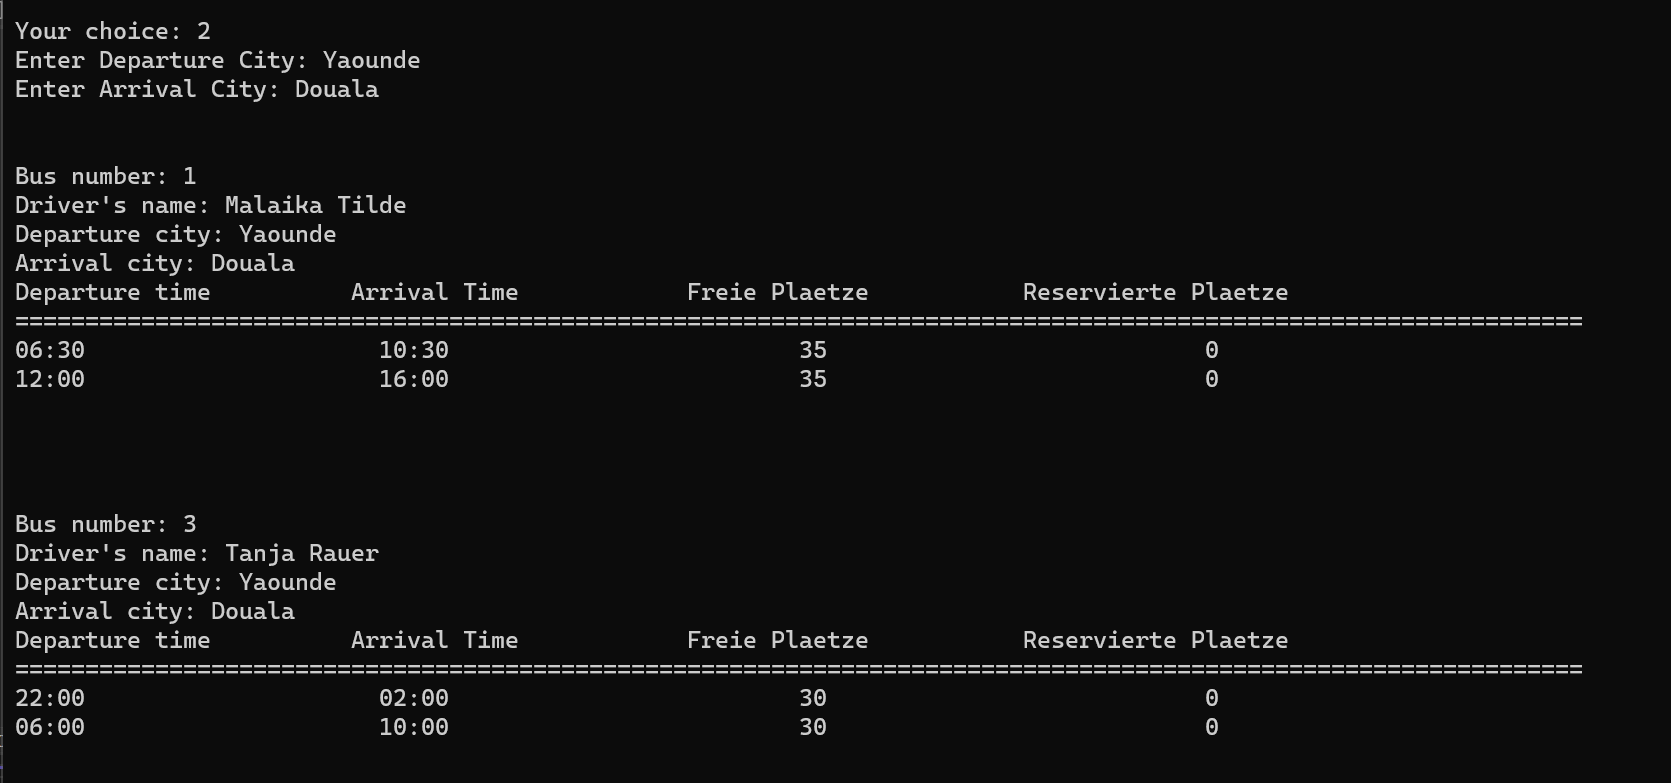 Your choice: 2
Enter Departure City: Yaounde
Enter Arrival City: Douala
Bus number: 1
Driver's name: Malaika Tilde
Departure city: Yaounde
Arrival city: Douala
Departure time          Arrival Time            Freie Plaetze           Reservierte Plaetze
================================================================================================================
06:30                     10:30                         35                           0
12:00                     16:00                         35                           0
Bus number: 3
Driver's name: Tanja Rauer
Departure city: Yaounde
Arrival city: Douala
Departure time          Arrival Time            Freie Plaetze           Reservierte Plaetze
================================================================================================================
22:00                     02:00                         30                           0
06:00                     10:00                         30                           0